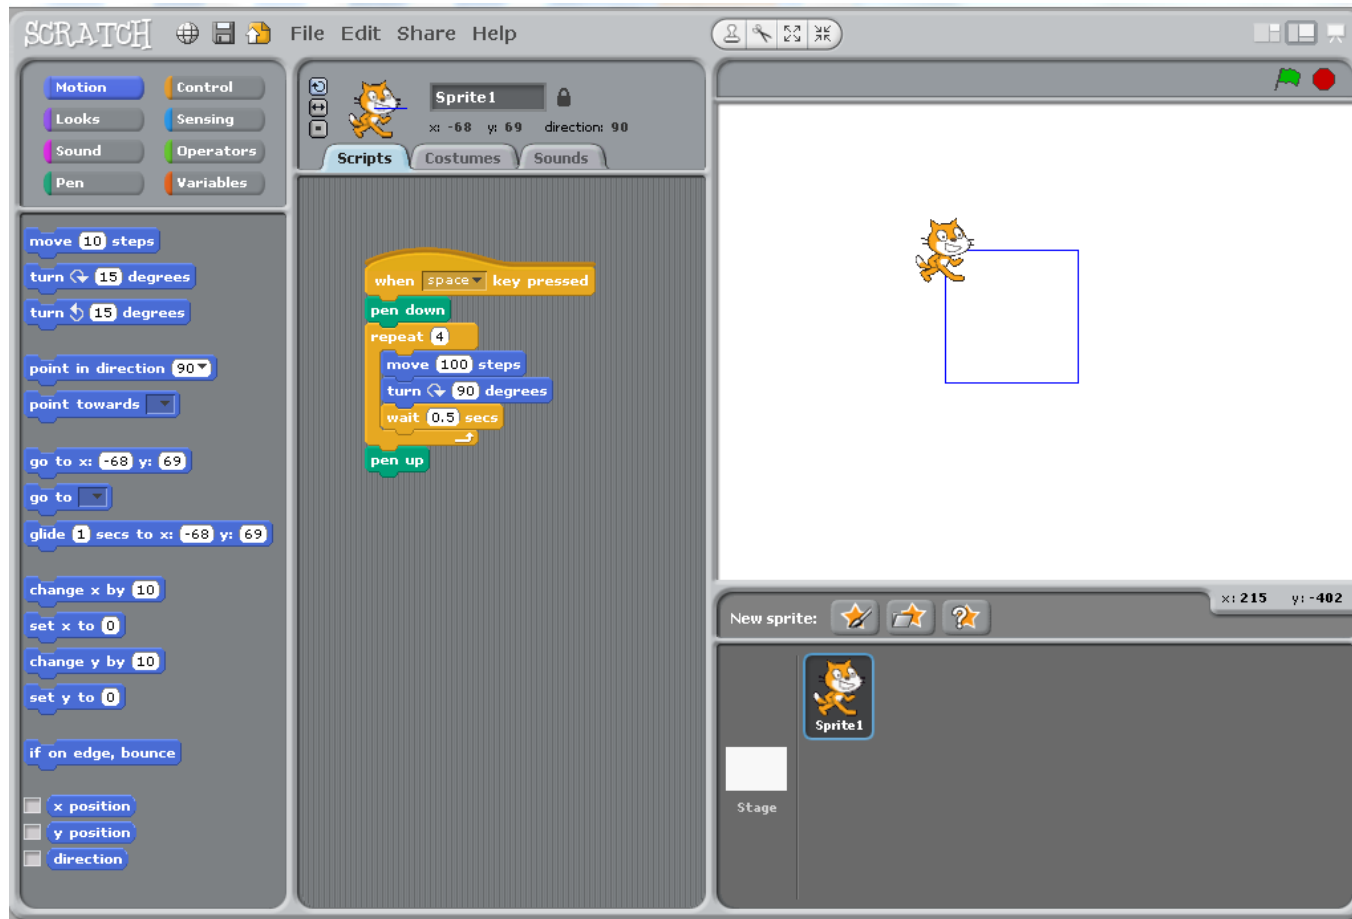 SCRATCH File Edit Share Help
Motion Control
Looks Sensing
Sound Operators
Pen Variables
move 10 steps
turn 15 degrees
turn 15 degrees
point in direction 90
point towards
go to x: -68 y: 69
go to
glide 1 secs to x: -68 y: 69
change x by 10
set x to 0
change y by 10
set y to 0
if on edge, bounce
x position
y position
direction
Sprite1
x: -68 y: 69 direction: 90
Scripts Costumes Sounds
when space key pressed
pen down
repeat 4
move 100 steps
turn 90 degrees
wait 0.5 secs
pen up
x: 215 y: -402
New sprite:
Sprite1
Stage